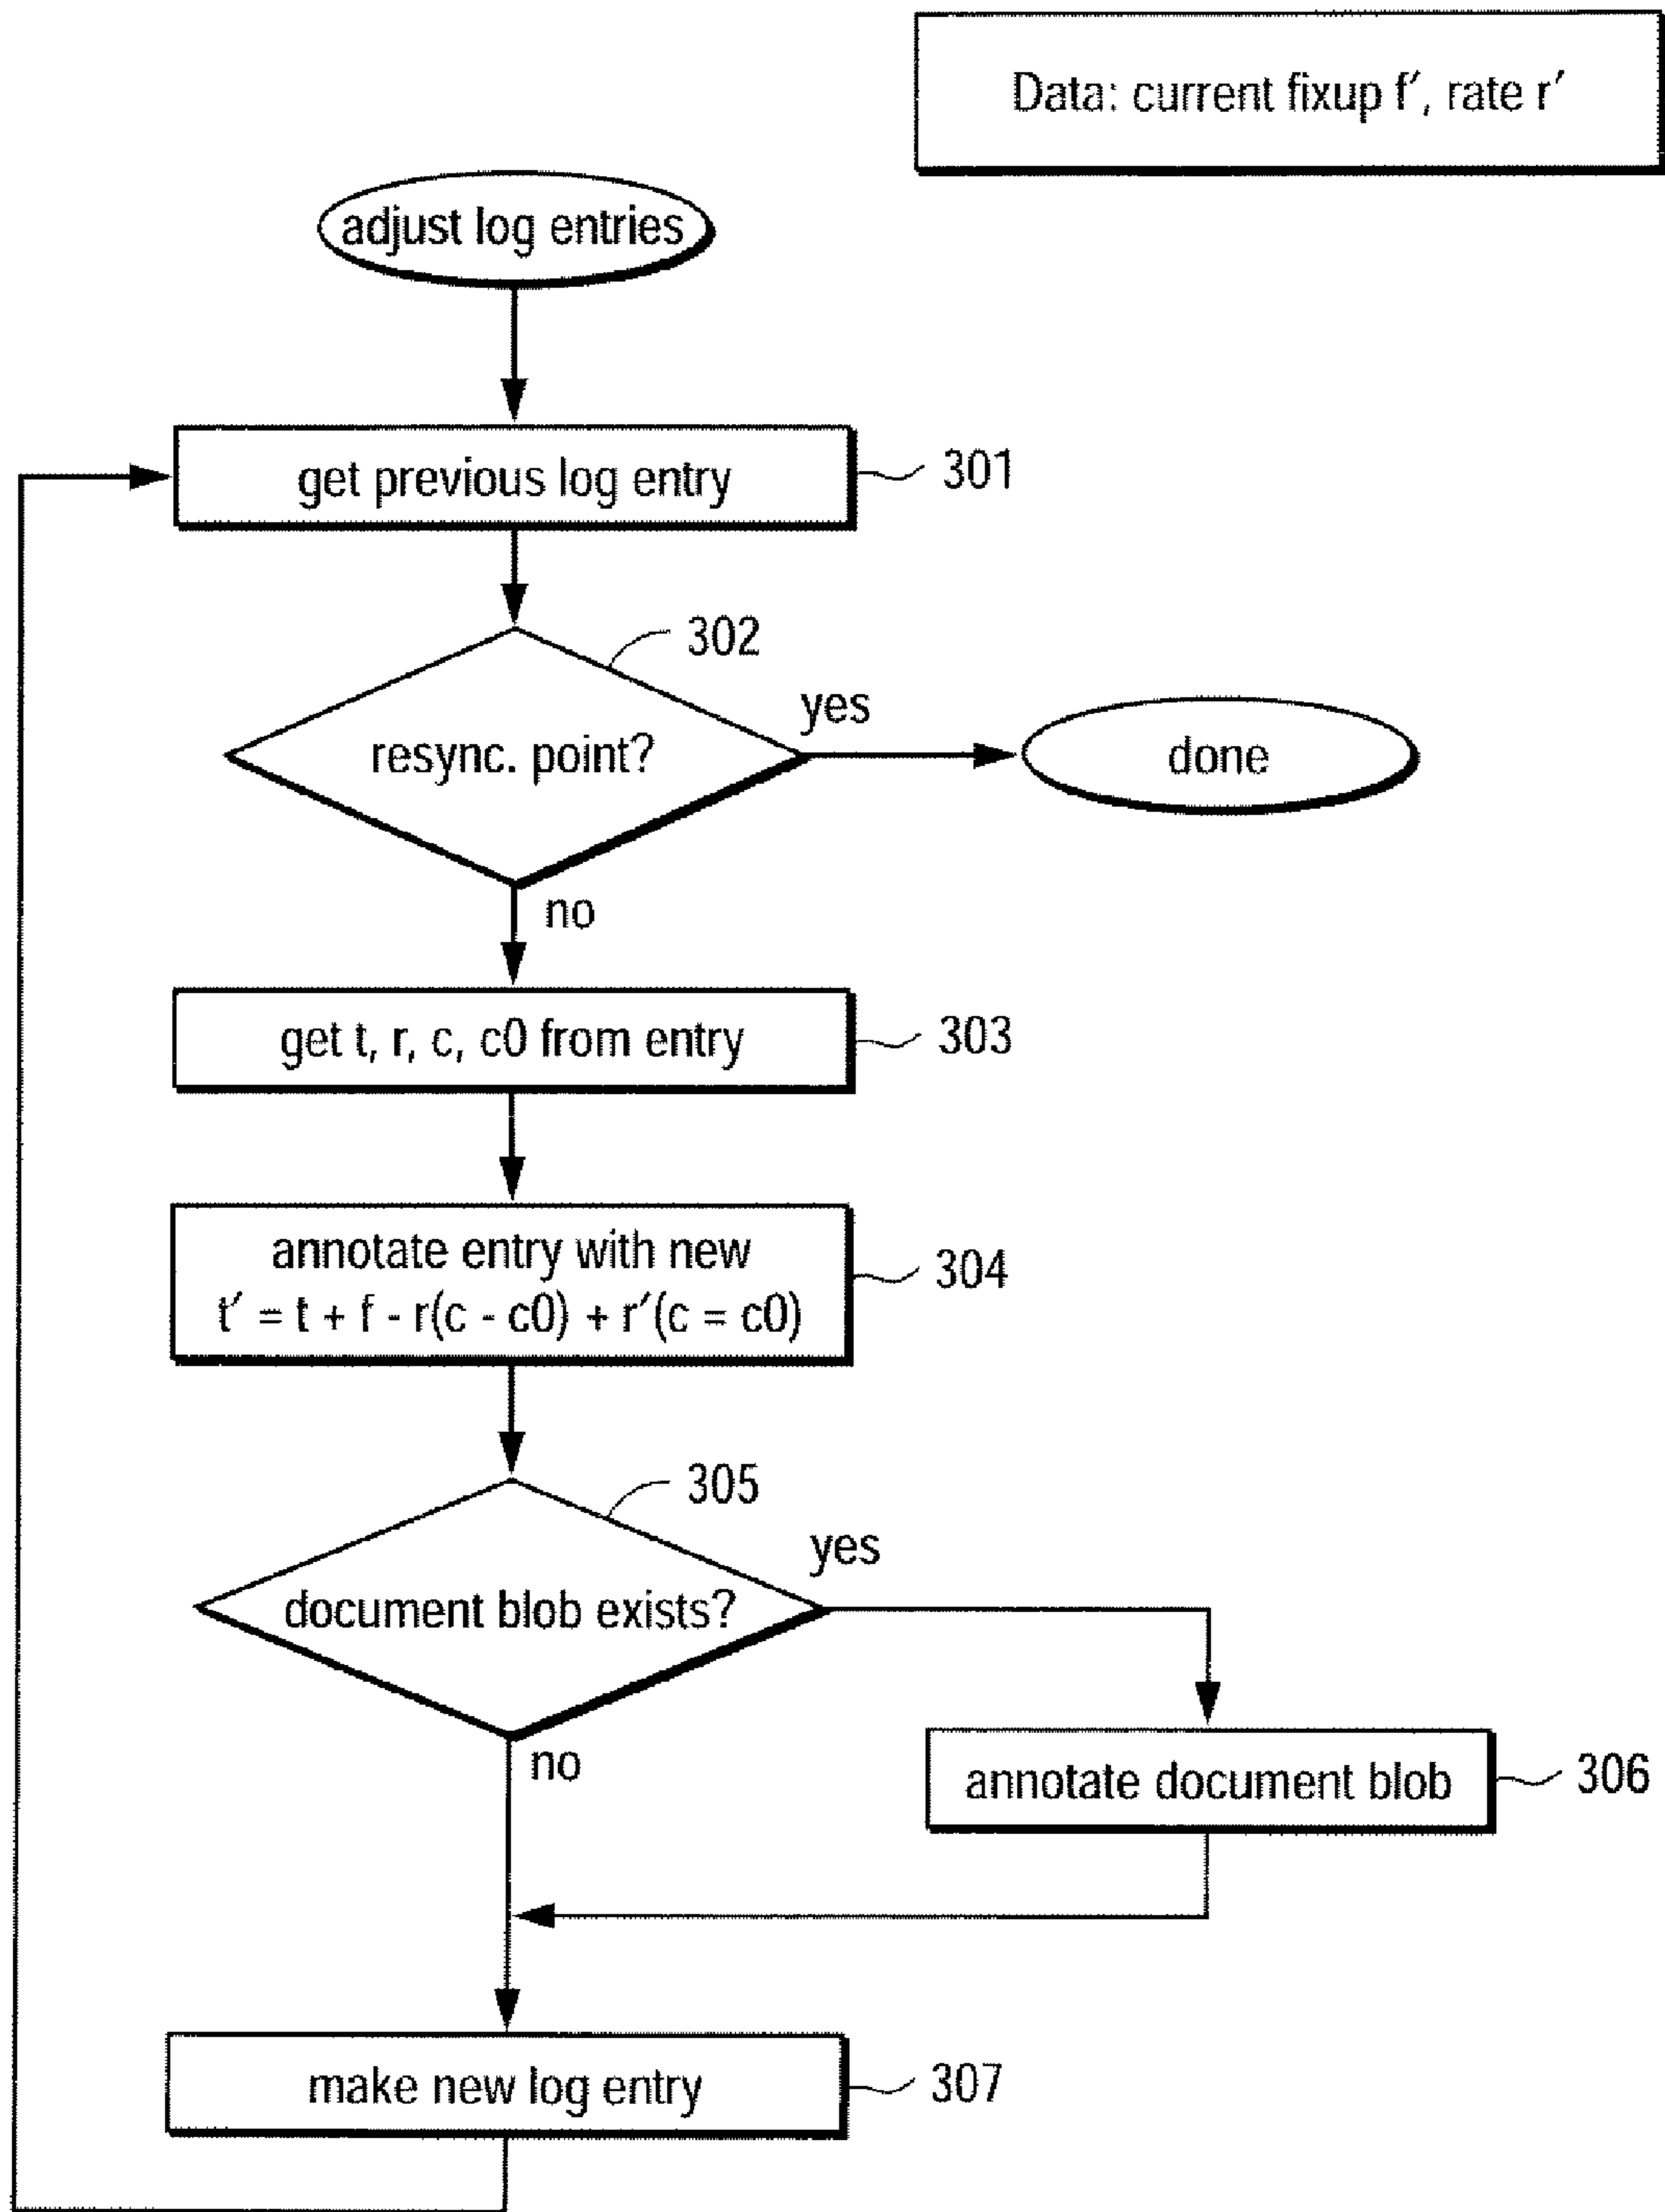 Data: current fixup f′, rate r′
adjust log entries
get previous log entry
301
302
resync. point?
yes
done
no
get t, r, c, c0 from entry
303
annotate entry with new
t′ = t + f - r(c - c0) + r′(c = c0)
304
305
document blob exists?
yes
no
annotate document blob
306
make new log entry
307